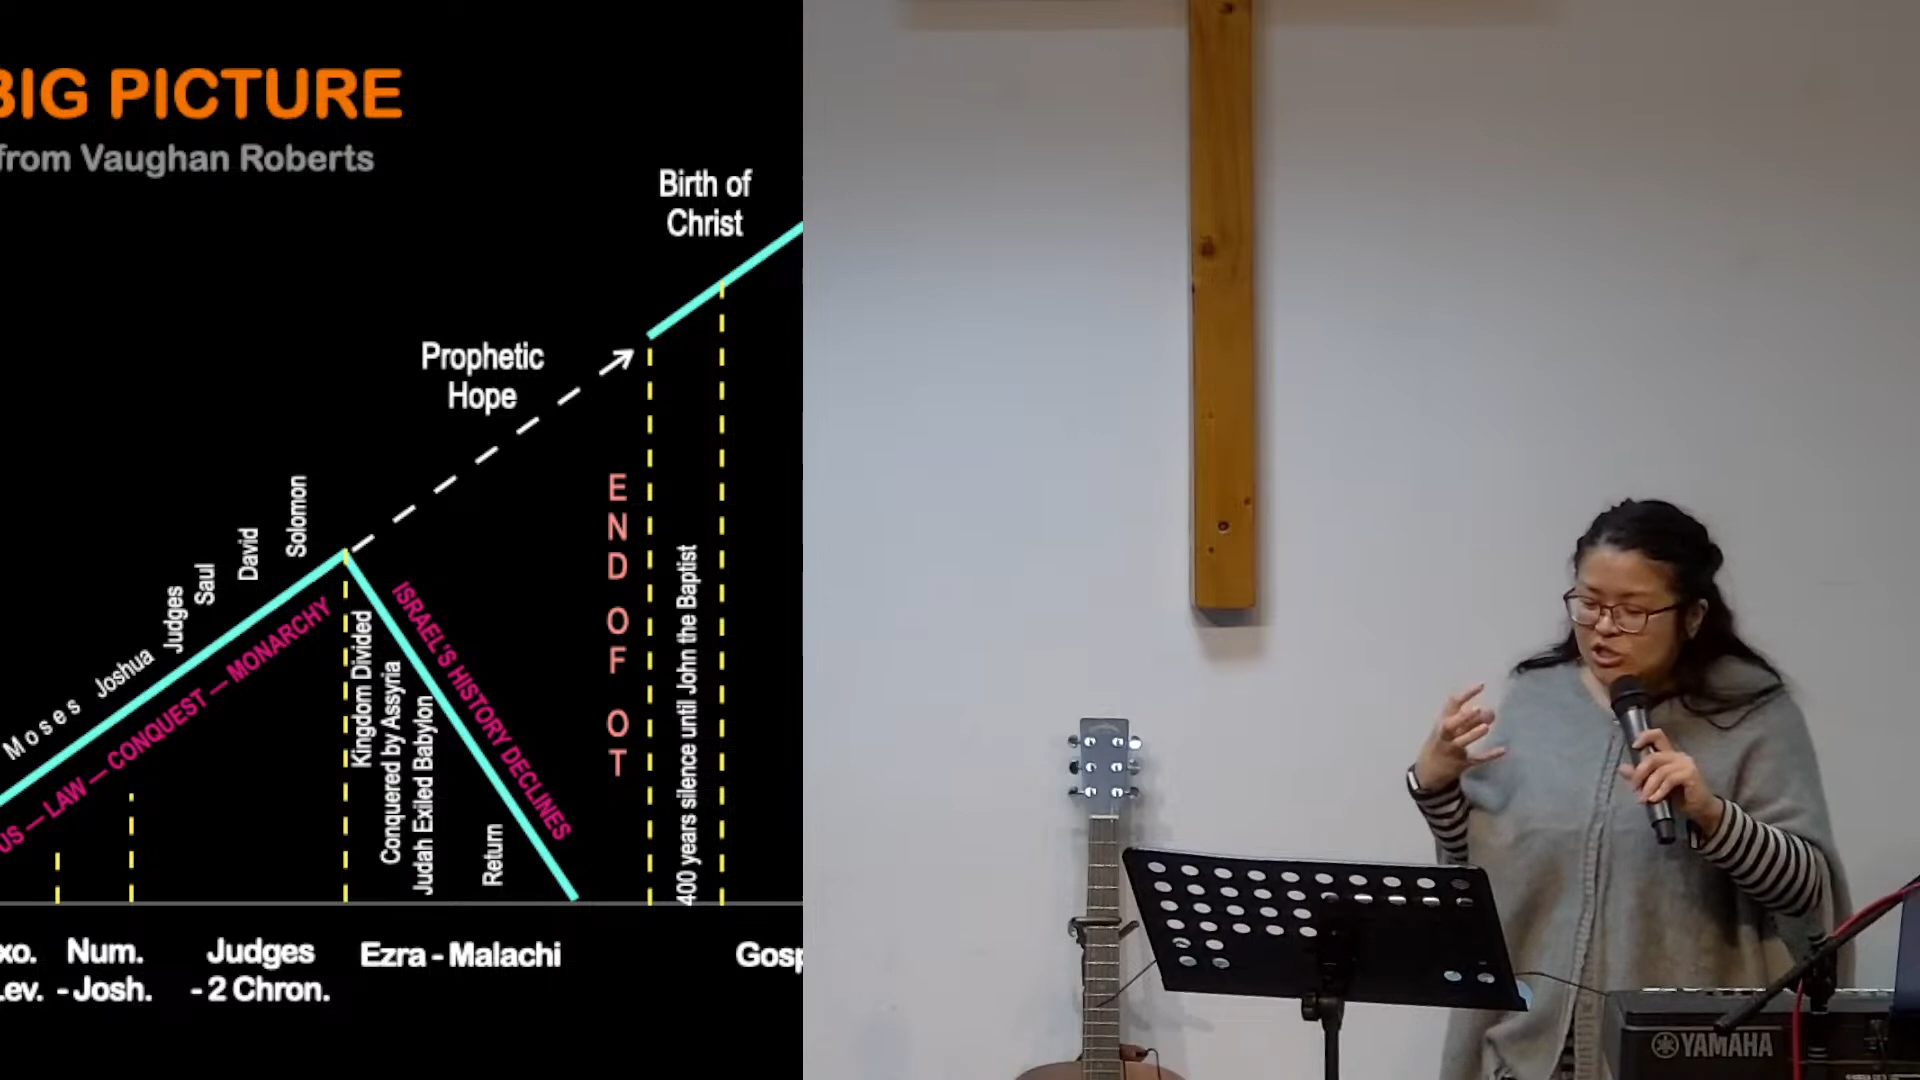 BIG PICTURE
from Vaughan Roberts
Birth of
Christ
Prophetic
Hope
Moses
Joshua
Judges
Saul
David
Solomon
US — LAW — CONQUEST — MONARCHY
Kingdom Divided
Conquered by Assyria
Judah Exiled Babylon
Return
ISRAEL'S HISTORY DECLINES
END OF OT
400 years silence until John the Baptist
xo.
Lev.
Num.
- Josh.
Judges
- 2 Chron.
Ezra - Malachi
Gosp
YAMAHA